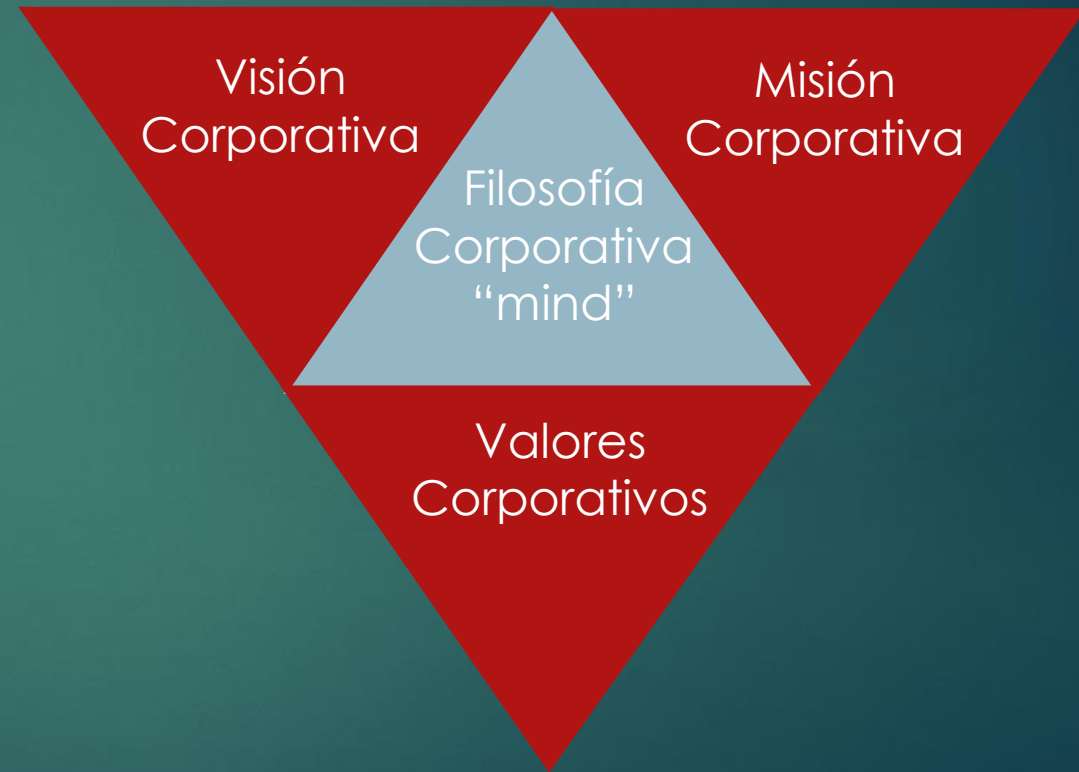 Visión
Corporativa
Misión
Corporativa
Filosofía
Corporativa
“mind”
Valores
Corporativos